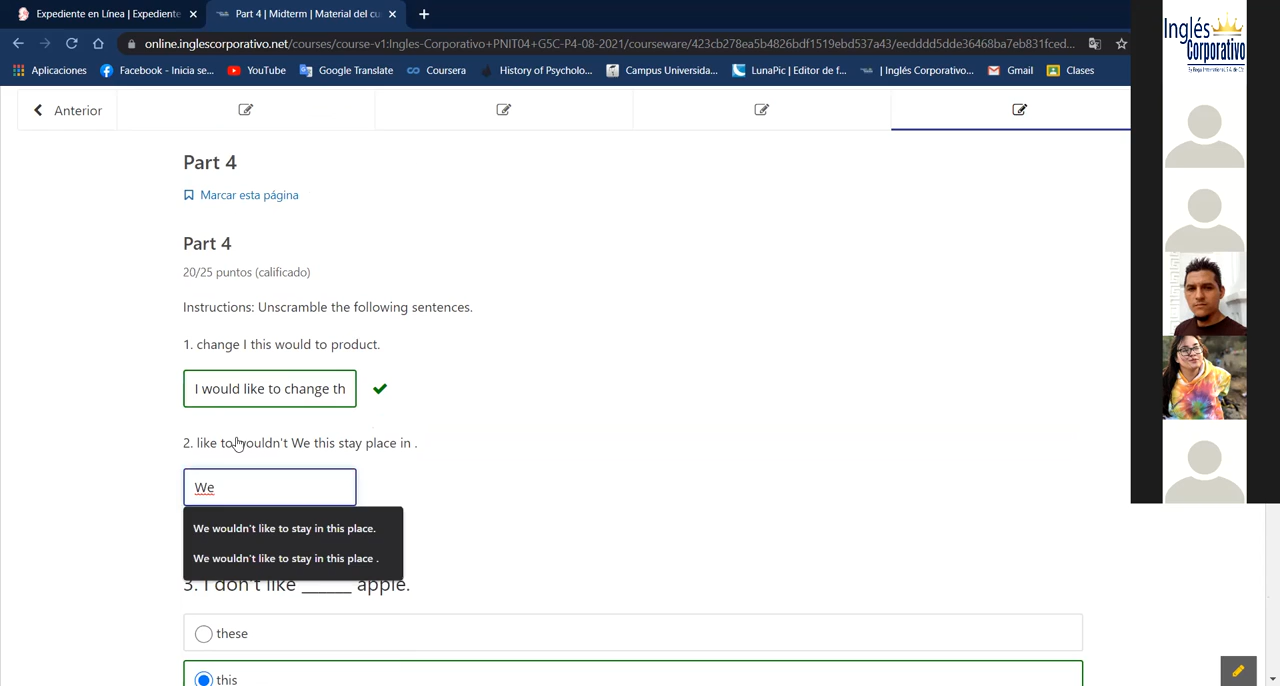 Expediente en Línea | Expediente
Part 4 | Midterm | Material del cu
online.inglescorporativo.net/courses/course-v1:Ingles-Corporativo+PNIT04+G5C-P4-08-2021/courseware/423cb278ea5b4826bdf1519ebd537a43/eedddd5dde36468ba7eb831fced...
Aplicaciones
Facebook - Inicia se...
YouTube
Google Translate
Coursera
History of Psycholo...
Campus Universida...
LunaPic | Editor de f...
| Inglés Corporativo...
Gmail
Clases
Inglés
Corporativo
Anterior
Part 4
Marcar esta página
Part 4
20/25 puntos (calificado)
Instructions: Unscramble the following sentences.
1. change I this would to product.
I would like to change th
2. like to wouldn't We this stay place in .
We
We wouldn't like to stay in this place.
We wouldn't like to stay in this place .
3. I don't like ______ apple.
these
this